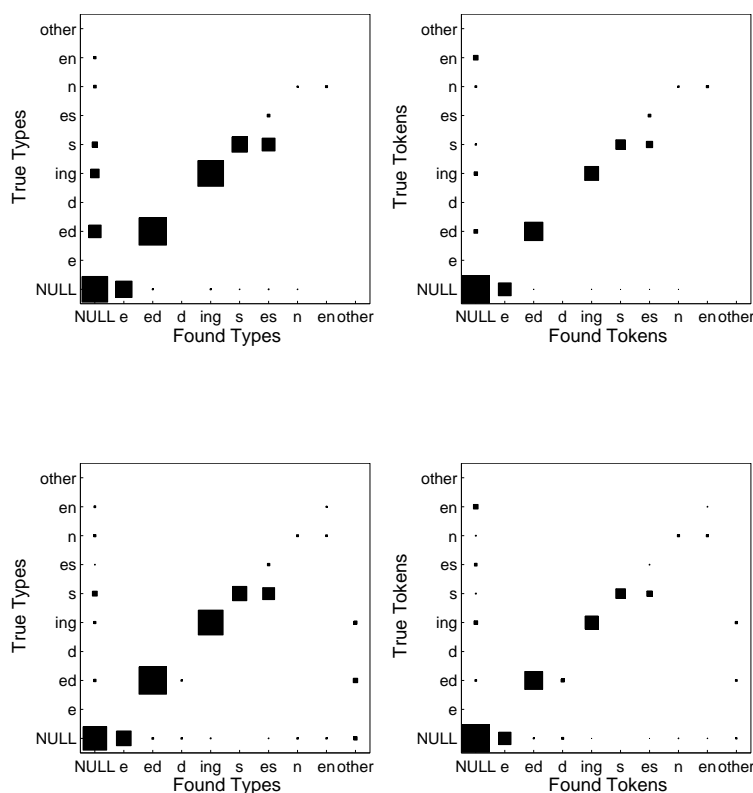 True Types
other
en
n
es
s
ing
d
ed
e
NULL
NULL e ed d ing s es n en other
Found Types
True Tokens
other
en
n
es
s
ing
d
ed
e
NULL
NULL e ed d ing s es n en other
Found Tokens
True Types
other
en
n
es
s
ing
d
ed
e
NULL
NULL e ed d ing s es n en other
Found Types
True Tokens
other
en
n
es
s
ing
d
ed
e
NULL
NULL e ed d ing s es n en other
Found Tokens